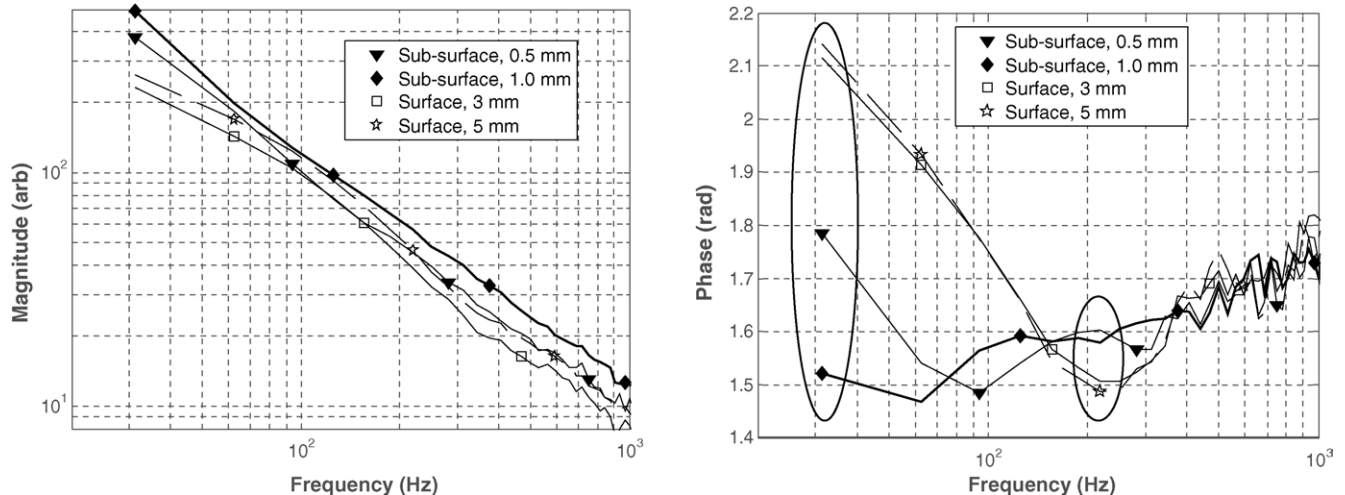 Magnitude (arb)
10^2
10^1
Sub-surface, 0.5 mm
Sub-surface, 1.0 mm
Surface, 3 mm
Surface, 5 mm
10^2
10^3
Frequency (Hz)
Phase (rad)
2.2
2.1
2
1.9
1.8
1.7
1.6
1.5
1.4
Sub-surface, 0.5 mm
Sub-surface, 1.0 mm
Surface, 3 mm
Surface, 5 mm
10^2
10^3
Frequency (Hz)